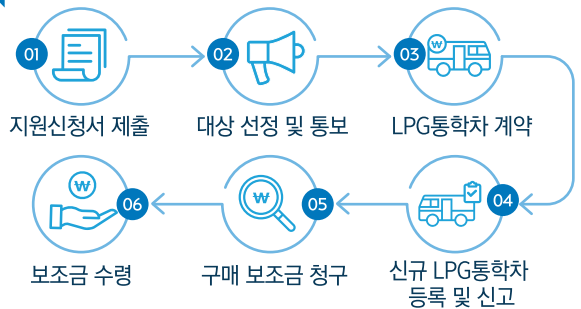 01
지원신청서 제출
02
대상 선정 및 통보
03
₩
LPG통학차 계약
04
신규 LPG통학차
등록 및 신고
05
₩
구매 보조금 청구
06
₩
보조금 수령